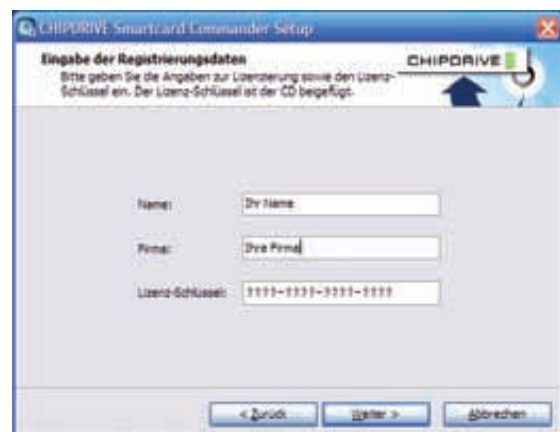 CHIPDRIVE Smartcard Commander Setup
Eingabe der Registrierungsdaten
Bitte geben Sie die Angaben zur Lizenzierung sowie den Lizenz-
Schlüssel ein. Der Lizenz-Schlüssel ist der CD beigefügt.
CHIPDRIVE
Name: Ihr Name
Firma: Ihre Firma
Lizenz-Schlüssel: ????-????-????-????
< Zurück
Weiter >
Abbrechen